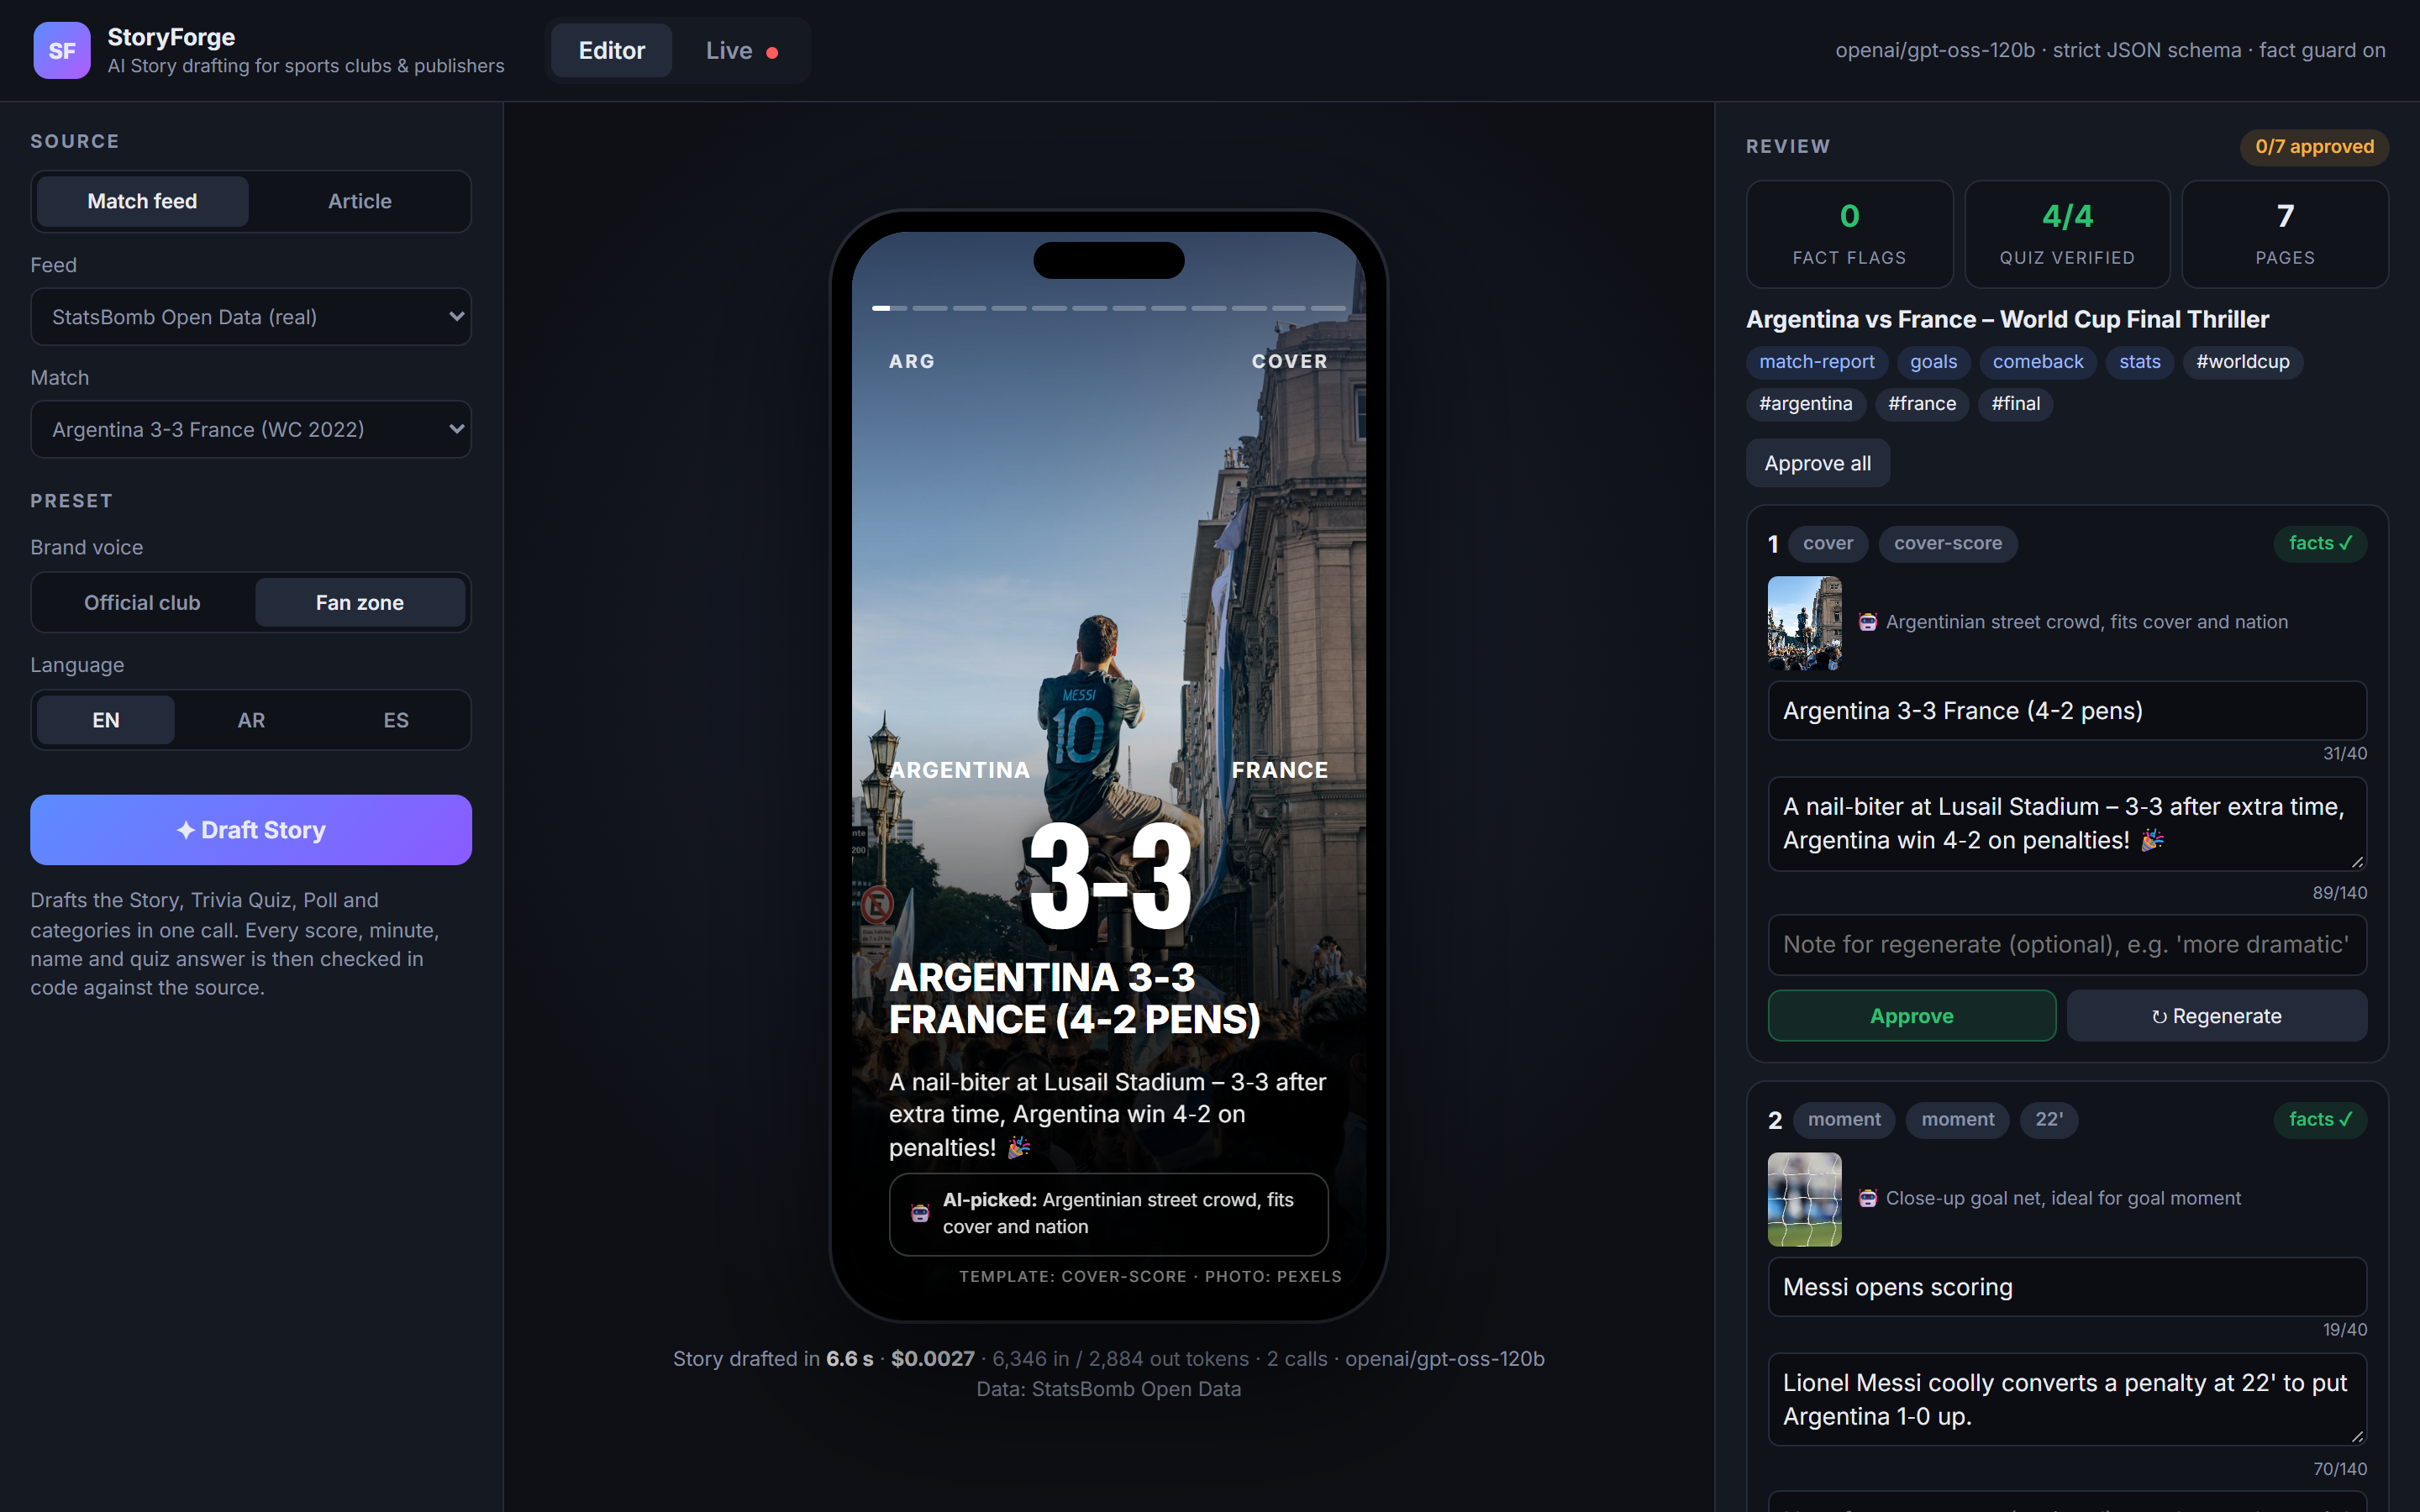 SF
StoryForge
AI Story drafting for sports clubs & publishers
Editor
Live
openai/gpt-oss-120b · strict JSON schema · fact guard on
SOURCE
Match feed
Article
Feed
StatsBomb Open Data (real)
Match
Argentina 3-3 France (WC 2022)
PRESET
Brand voice
Official club
Fan zone
Language
EN
AR
ES
✦ Draft Story
Drafts the Story, Trivia Quiz, Poll and
categories in one call. Every score, minute,
name and quiz answer is then checked in
code against the source.
ARG
COVER
MESSI
10
ARGENTINA
FRANCE
3-3
ARGENTINA 3-3
FRANCE (4-2 PENS)
A nail-biter at Lusail Stadium – 3-3 after
extra time, Argentina win 4-2 on
penalties! 🎉
🤖 AI-picked: Argentinian street crowd, fits
cover and nation
TEMPLATE: COVER-SCORE · PHOTO: PEXELS
Story drafted in 6.6 s · $0.0027 · 6,346 in / 2,884 out tokens · 2 calls · openai/gpt-oss-120b
Data: StatsBomb Open Data
REVIEW
0/7 approved
0
FACT FLAGS
4/4
QUIZ VERIFIED
7
PAGES
Argentina vs France – World Cup Final Thriller
match-report
goals
comeback
stats
#worldcup
#argentina
#france
#final
Approve all
1
cover
cover-score
facts ✓
🤖 Argentinian street crowd, fits cover and nation
Argentina 3-3 France (4-2 pens)
31/40
A nail-biter at Lusail Stadium – 3-3 after extra time,
Argentina win 4-2 on penalties! 🎉
89/140
Note for regenerate (optional), e.g. 'more dramatic'
Approve
↻ Regenerate
2
moment
moment
22'
facts ✓
🤖 Close-up goal net, ideal for goal moment
Messi opens scoring
19/40
Lionel Messi coolly converts a penalty at 22' to put
Argentina 1-0 up.
70/140